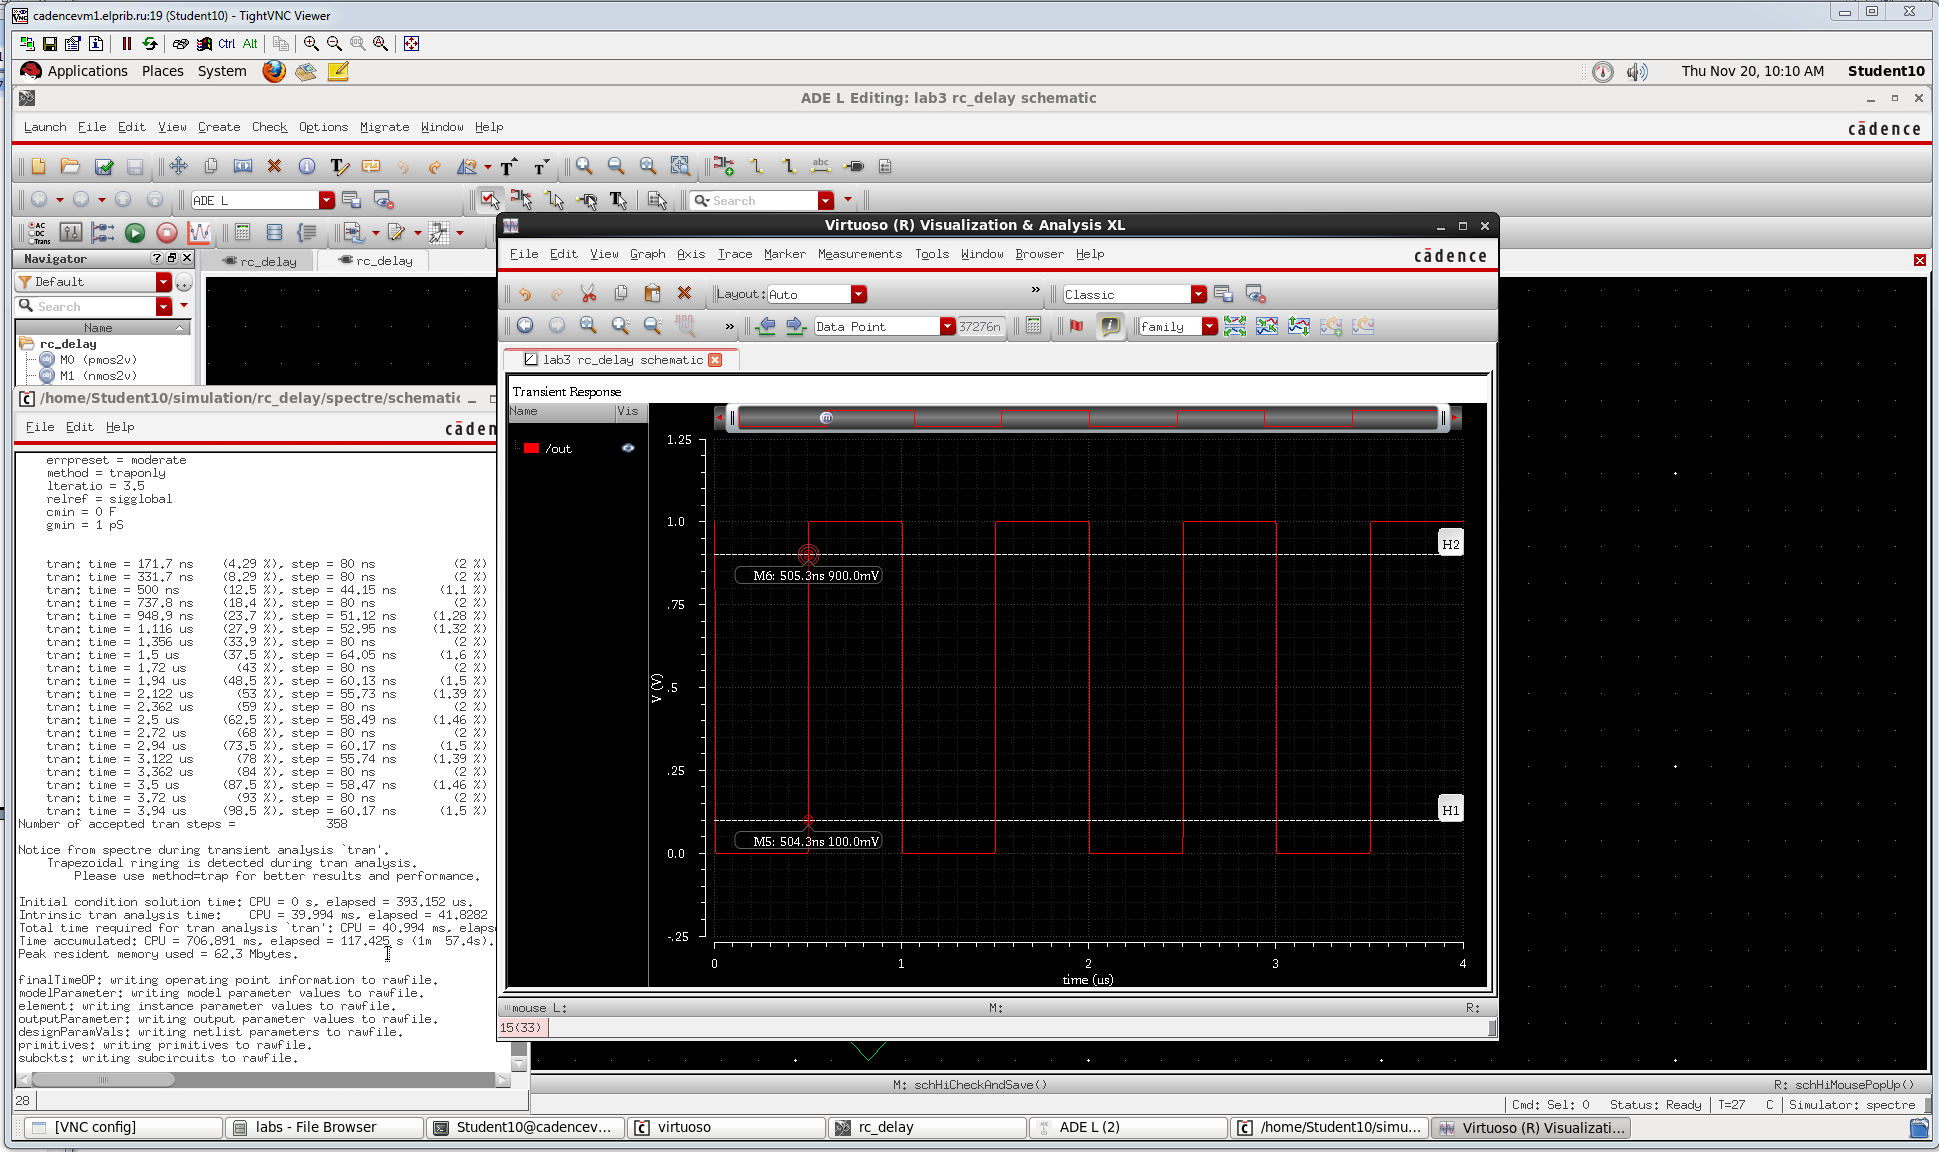 cadencevm1.elprib.ru:19 (Student10) - TightVNC Viewer
Ctrl Alt
Applications Places System Thu Nov 20, 10:10 AM Student10
ADE L Editing: lab3 rc_delay schematic
Launch File Edit View Create Check Options Migrate Window Help cādence
ADE L Search
Navigator
rc_delay rc_delay
Default
Search
Name
rc_delay
M0 (pmos2v)
M1 (nmos2v)
/home/Student10/simulation/rc_delay/spectre/schematic
File Edit Help cāden
errpreset = moderate
method = traponly
lteratio = 3.5
relref = sigglobal
cmin = 0 F
gmin = 1 pS
tran: time = 171.7 ns (4.29 %), step = 80 ns (2 %)
tran: time = 331.7 ns (8.29 %), step = 80 ns (2 %)
tran: time = 500 ns (12.5 %), step = 44.15 ns (1.1 %)
tran: time = 737.8 ns (18.4 %), step = 80 ns (2 %)
tran: time = 948.9 ns (23.7 %), step = 51.12 ns (1.28 %)
tran: time = 1.116 us (27.9 %), step = 52.95 ns (1.32 %)
tran: time = 1.356 us (33.9 %), step = 80 ns (2 %)
tran: time = 1.5 us (37.5 %), step = 64.05 ns (1.6 %)
tran: time = 1.72 us (43 %), step = 80 ns (2 %)
tran: time = 1.94 us (48.5 %), step = 60.13 ns (1.5 %)
tran: time = 2.122 us (53 %), step = 55.73 ns (1.39 %)
tran: time = 2.362 us (59 %), step = 80 ns (2 %)
tran: time = 2.5 us (62.5 %), step = 58.49 ns (1.46 %)
tran: time = 2.72 us (68 %), step = 80 ns (2 %)
tran: time = 2.94 us (73.5 %), step = 60.17 ns (1.5 %)
tran: time = 3.122 us (78 %), step = 55.74 ns (1.39 %)
tran: time = 3.362 us (84 %), step = 80 ns (2 %)
tran: time = 3.5 us (87.5 %), step = 58.47 ns (1.46 %)
tran: time = 3.72 us (93 %), step = 80 ns (2 %)
tran: time = 3.94 us (98.5 %), step = 60.17 ns (1.5 %)
Number of accepted tran steps = 358
Notice from spectre during transient analysis `tran'.
Trapezoidal ringing is detected during tran analysis.
Please use method=trap for better results and performance.
Initial condition solution time: CPU = 0 s, elapsed = 393.152 us.
Intrinsic tran analysis time: CPU = 39.994 ms, elapsed = 41.8282
Total time required for tran analysis `tran': CPU = 40.994 ms, elaps
Time accumulated: CPU = 706.891 ms, elapsed = 117.425 s (1m 57.4s).
Peak resident memory used = 62.3 Mbytes.
finalTimeOP: writing operating point information to rawfile.
modelParameter: writing model parameter values to rawfile.
element: writing instance parameter values to rawfile.
outputParameter: writing output parameter values to rawfile.
designParamVals: writing netlist parameters to rawfile.
primitives: writing primitives to rawfile.
subckts: writing subcircuits to rawfile.
28
Virtuoso (R) Visualization & Analysis XL
File Edit View Graph Axis Trace Marker Measurements Tools Window Browser Help cādence
Layout: Auto Classic
Data Point 37276n family
lab3 rc_delay schematic
Transient Response
Name Vis
/out
1.25
1.0
.75
.5
.25
0.0
-.25
V (V)
H2
M6: 505.3ns 900.0mV
H1
M5: 504.3ns 100.0mV
0 1 2 3 4
time (us)
mouse L: M: R:
15(33)
M: schHiCheckAndSave() R: schHiMousePopUp()
Cmd: Sel: 0 Status: Ready T=27 C Simulator: spectre
[VNC config] labs - File Browser Student10@cadencev... virtuoso rc_delay ADE L (2) /home/Student10/simu... Virtuoso (R) Visualizati...